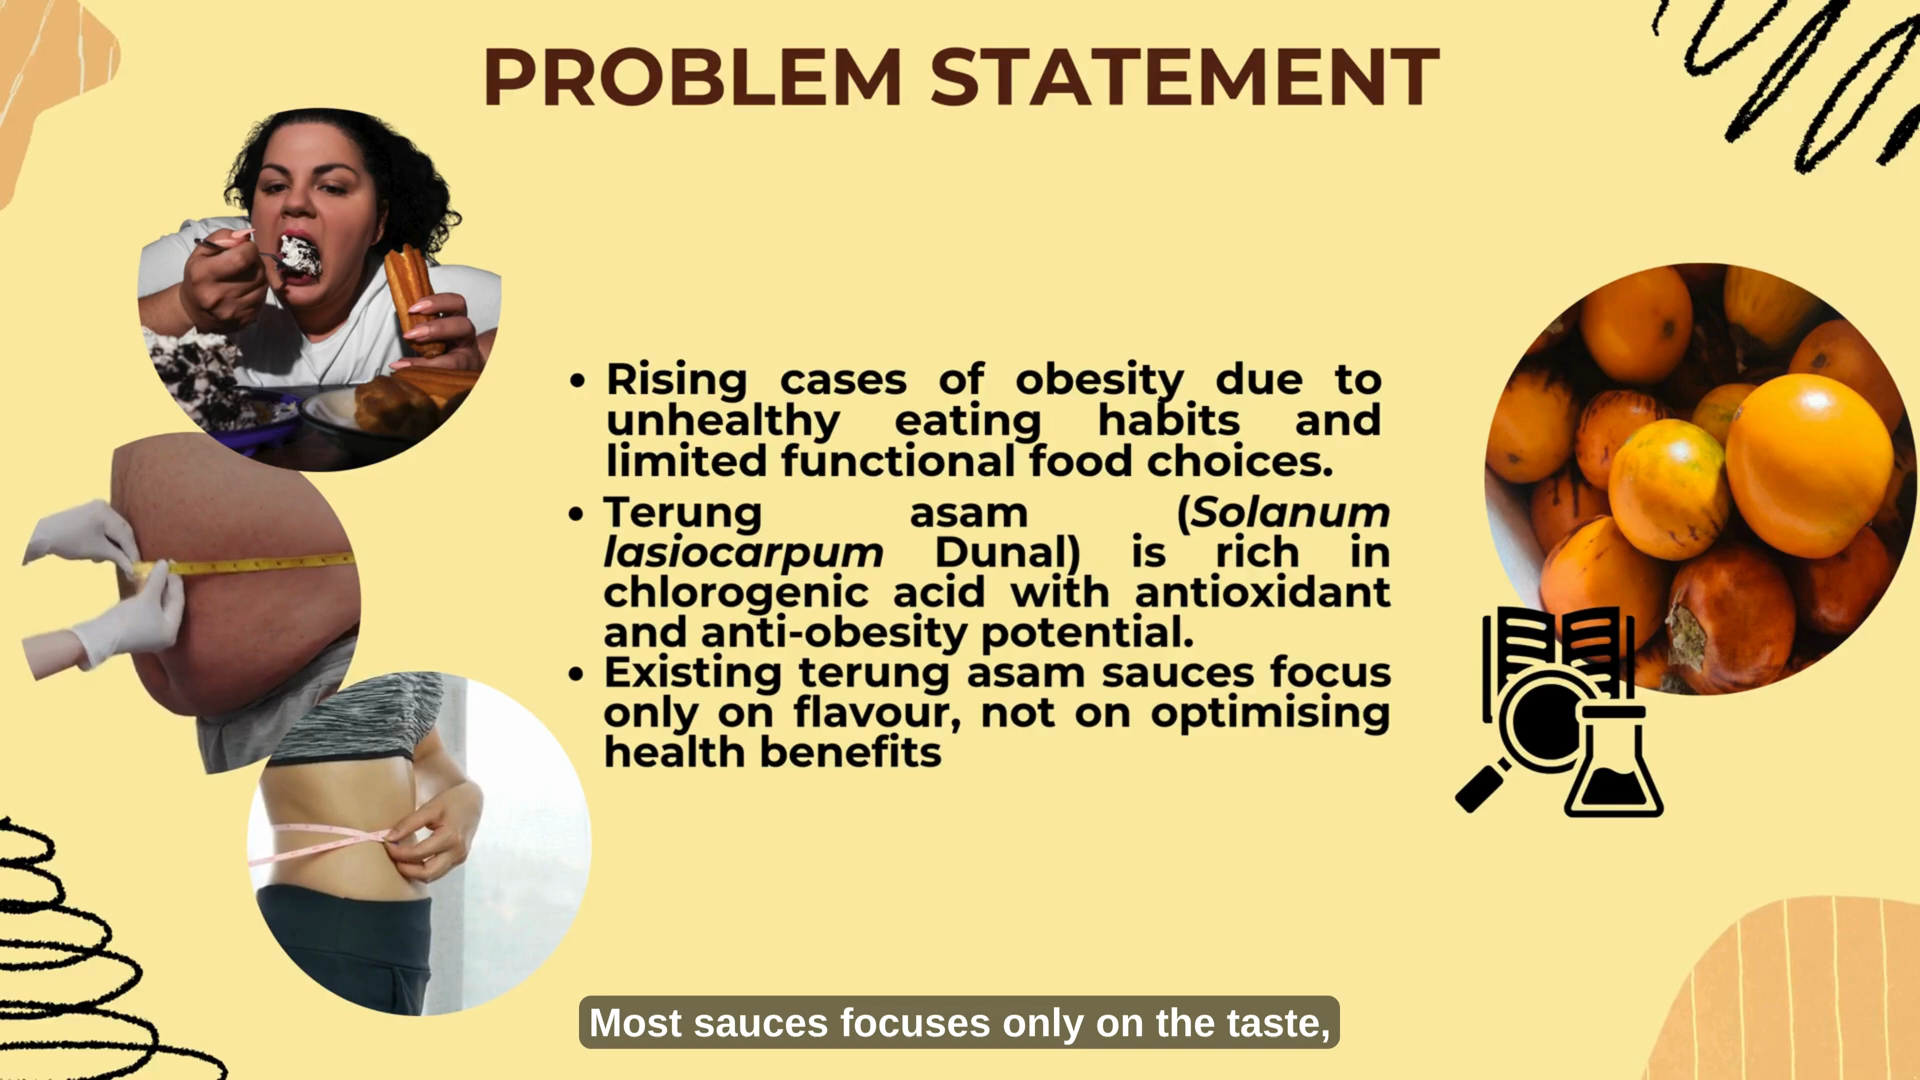 PROBLEM STATEMENT
• Rising cases of obesity due to
unhealthy eating habits and
limited functional food choices.
• Terung asam (Solanum
lasiocarpum Dunal) is rich in
chlorogenic acid with antioxidant
and anti-obesity potential.
• Existing terung asam sauces focus
only on flavour, not on optimising
health benefits
Most sauces focuses only on the taste,